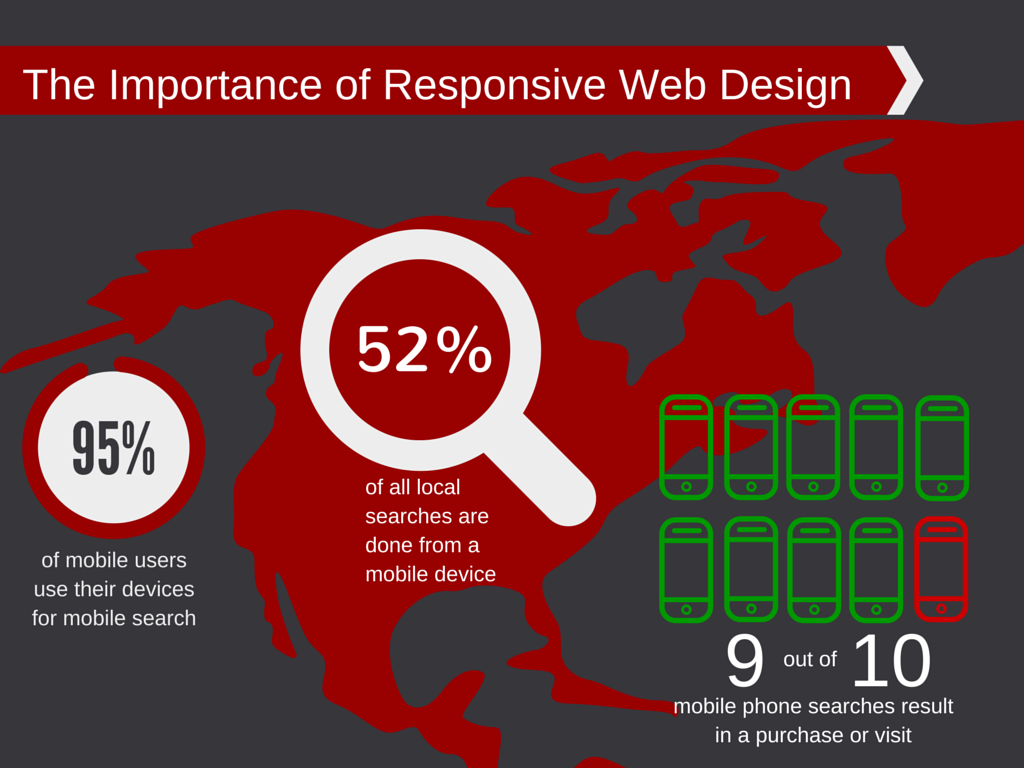 The Importance of Responsive Web Design
52%
of all local
searches are
done from a
mobile device
95%
of mobile users
use their devices
for mobile search
9 out of 10
mobile phone searches result
in a purchase or visit